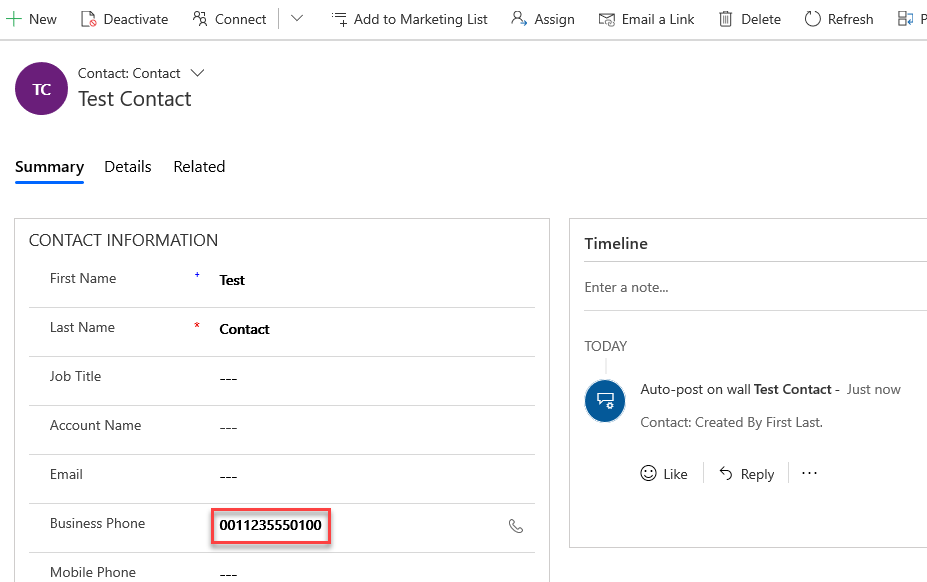 New Deactivate Connect Add to Marketing List Assign Email a Link Delete Refresh P
TC
Contact: Contact
Test Contact
Summary Details Related
CONTACT INFORMATION
First Name + Test
Last Name * Contact
Job Title ---
Account Name ---
Email ---
Business Phone 0011235550100
Mobile Phone ---
Timeline
Enter a note...
TODAY
Auto-post on wall Test Contact - Just now
Contact: Created By First Last.
Like Reply ...